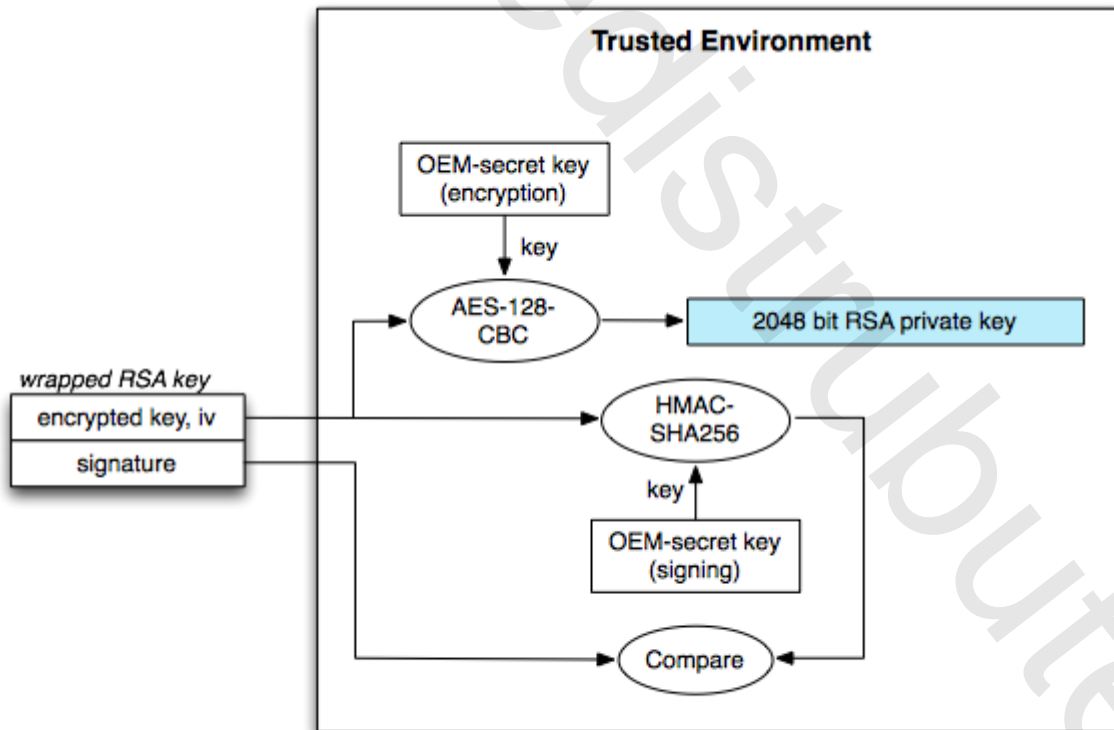 Trusted Environment
OEM-secret key
(encryption)
key
AES-128-
CBC
2048 bit RSA private key
wrapped RSA key
encrypted key, iv
signature
HMAC-
SHA256
key
OEM-secret key
(signing)
Compare